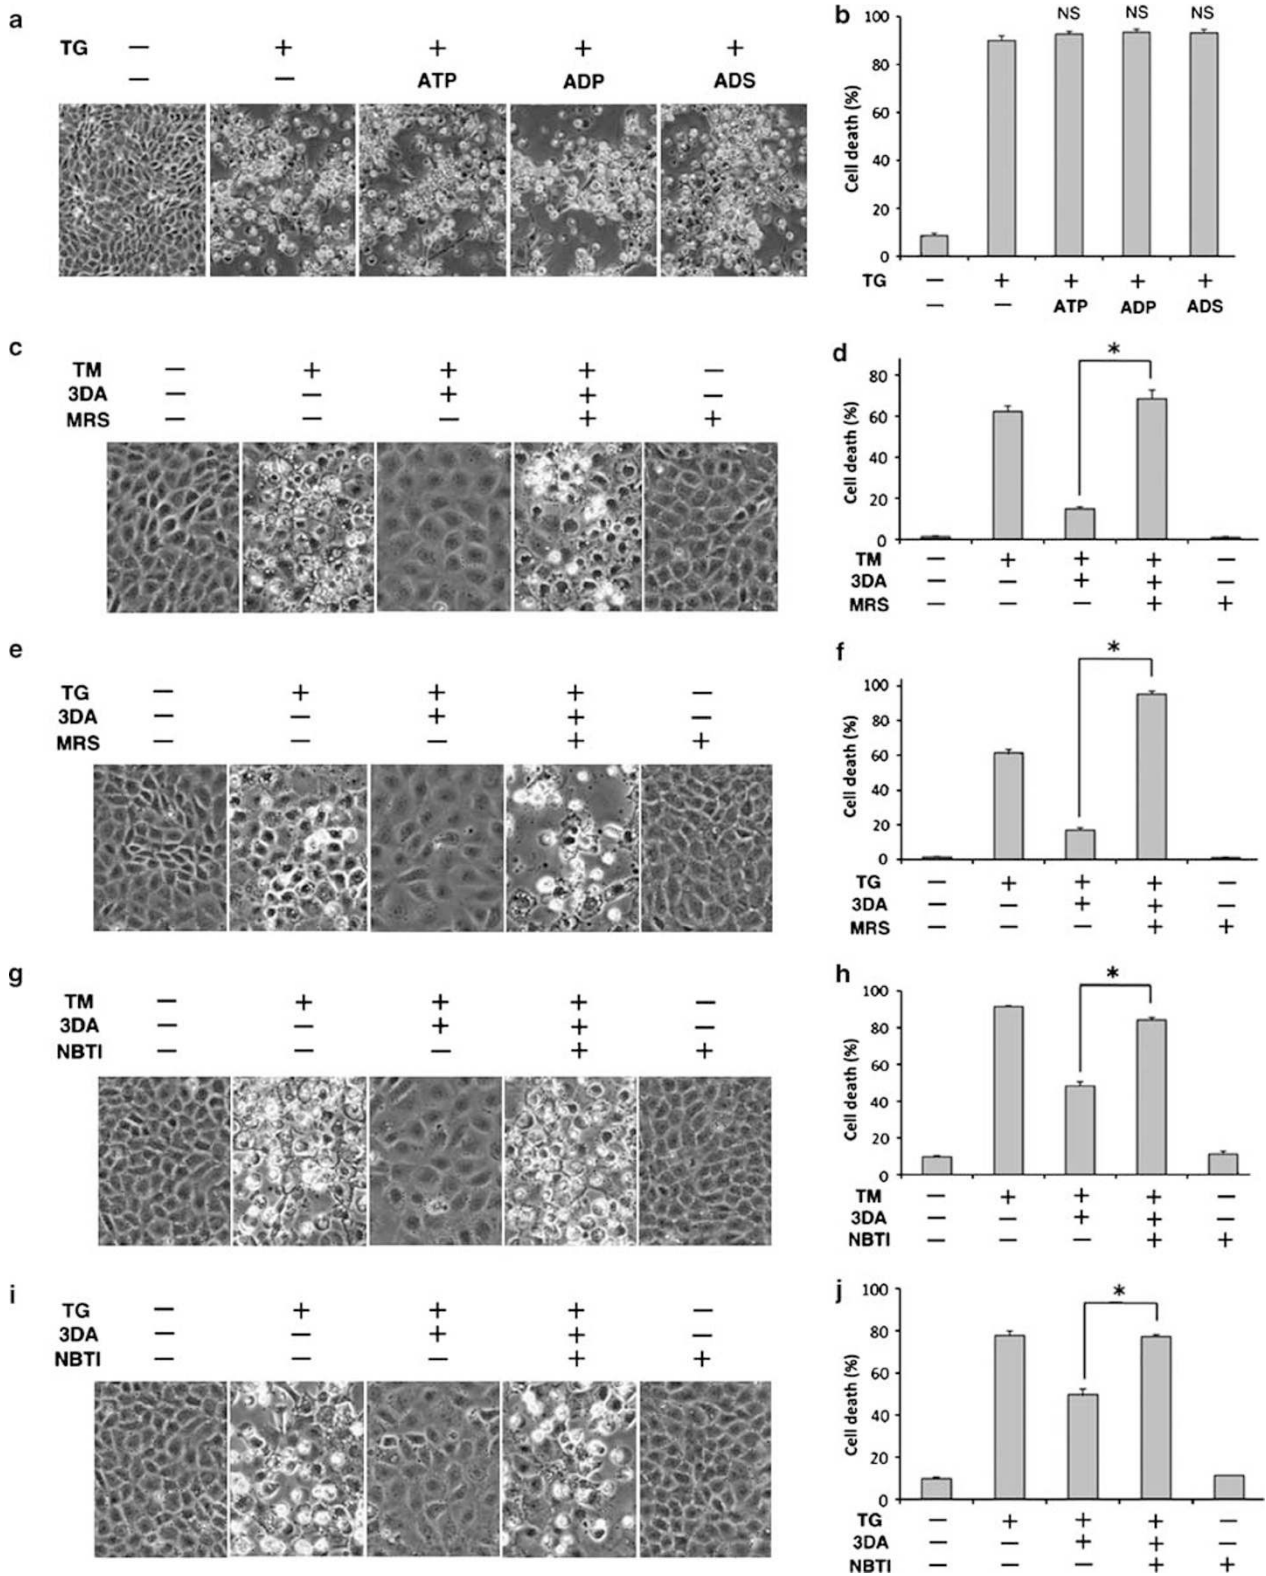 a
TG — + + + +
— — ATP ADP ADS
b
NS NS NS
Cell death (%)
100
80
60
40
20
0
TG — + + + +
— — ATP ADP ADS
c
TM — + + + —
3DA — — + + —
MRS — — — + +
d
*
Cell death (%)
80
60
40
20
0
TM — + + + —
3DA — — + + —
MRS — — — + +
e
TG — + + + —
3DA — — + + —
MRS — — — + +
f
*
Cell death (%)
100
80
60
40
20
0
TG — + + + —
3DA — — + + —
MRS — — — + +
g
TM — + + + —
3DA — — + + —
NBTI — — — + +
h
*
Cell death (%)
100
80
60
40
20
0
TM — + + + —
3DA — — + + —
NBTI — — — + +
i
TG — + + + —
3DA — — + + —
NBTI — — — + +
j
*
Cell death (%)
100
80
60
40
20
0
TG — + + + —
3DA — — + + —
NBTI — — — + +